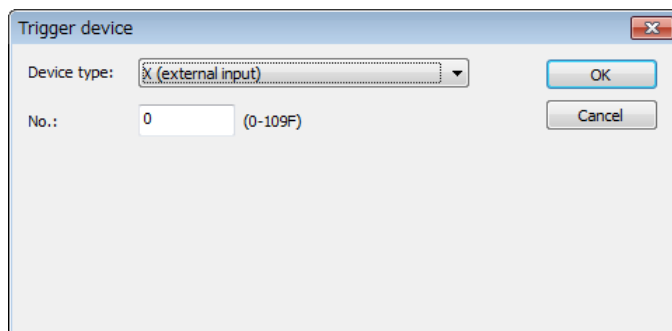 Trigger device
Device type: X (external input) OK
No.: 0 (0-109F) Cancel